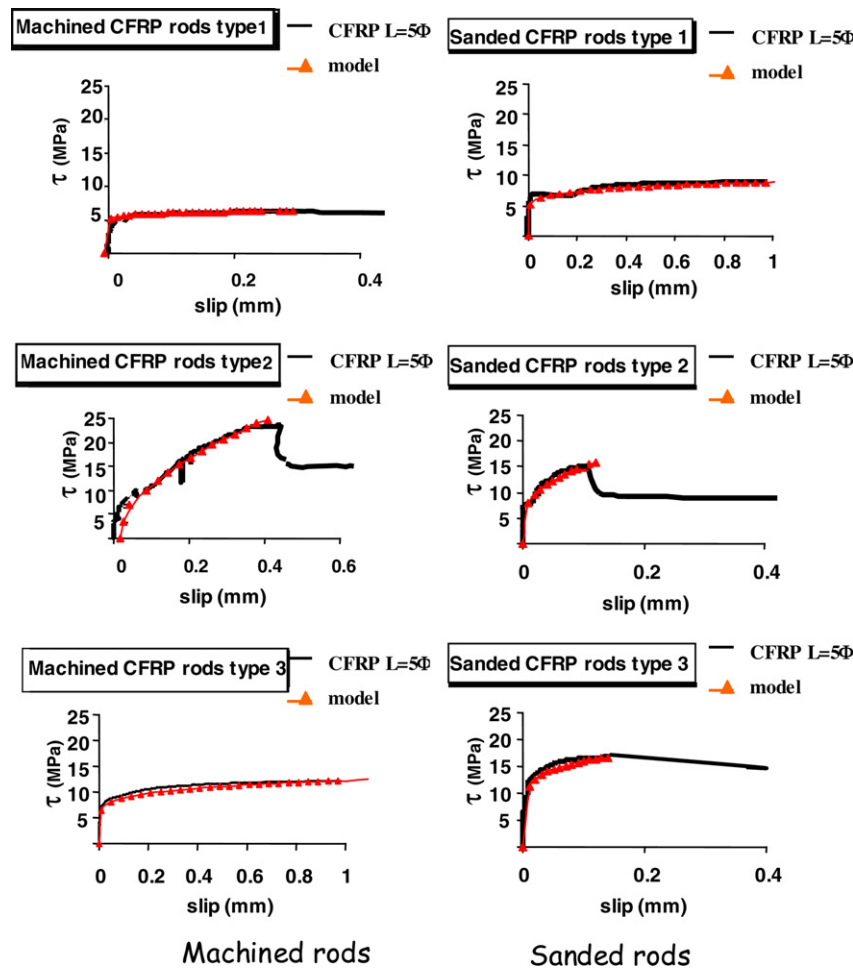 Machined CFRP rods type1
CFRP L=5Φ
model
25
20
15
10
5
τ (MPa)
0 0.2 0.4
slip (mm)
Sanded CFRP rods type 1
CFRP L=5Φ
model
25
20
15
10
5
τ (MPa)
0 0.2 0.4 0.6 0.8 1
slip (mm)
Machined CFRP rods type2
CFRP L=5Φ
model
25
20
15
10
5
τ (MPa)
0 0.2 0.4 0.6
slip (mm)
Sanded CFRP rods type 2
CFRP L=5Φ
model
25
20
15
10
5
τ (MPa)
0 0.2 0.4
slip (mm)
Machined CFRP rods type 3
CFRP L=5Φ
model
25
20
15
10
5
0
τ (MPa)
0 0.2 0.4 0.6 0.8 1
slip (mm)
Sanded CFRP rods type 3
CFRP L=5Φ
model
25
20
15
10
5
0
τ (MPa)
0 0.2 0.4
slip (mm)
Machined rods
Sanded rods